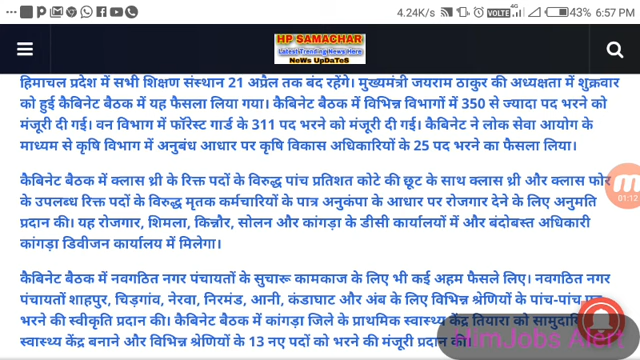 4.24K/s VOLTE 4G 43% 6:57 PM
HP SAMACHAR
Latest Trending News Here
NeWs UpDaTeS
हिमाचल प्रदेश में सभी शिक्षण संस्थान 21 अप्रैल तक बंद रहेंगे। मुख्यमंत्री जयराम ठाकुर की अध्यक्षता में शुक्रवार
को हुई कैबिनेट बैठक में यह फैसला लिया गया। कैबिनेट बैठक में विभिन्न विभागों में 350 से ज्यादा पद भरने को
मंजूरी दी गई। वन विभाग में फॉरेस्ट गार्ड के 311 पद भरने को मंजूरी दी गई। कैबिनेट ने लोक सेवा आयोग के
माध्यम से कृषि विभाग में अनुबंध आधार पर कृषि विकास अधिकारियों के 25 पद भरने का फैसला लिया।
कैबिनेट बैठक में क्लास थ्री के रिक्त पदों के विरुद्ध पांच प्रतिशत कोटे की छूट के साथ क्लास थ्री और क्लास फोर
के उपलब्ध रिक्त पदों के विरुद्ध मृतक कर्मचारियों के पात्र अनुकंपा के आधार पर रोजगार देने के लिए अनुमति
01:12
प्रदान की। यह रोजगार, शिमला, किन्नौर, सोलन और कांगड़ा के डीसी कार्यालयों में और बंदोबस्त अधिकारी
कांगड़ा डिवीजन कार्यालय में मिलेगा।
कैबिनेट बैठक में नवगठित नगर पंचायतों के सुचारू कामकाज के लिए भी कई अहम फैसले लिए। नवगठित नगर
पंचायतों शाहपुर, चिड़गांव, नेरवा, निरमंड, आनी, कंडाघाट और अंब के लिए विभिन्न श्रेणियों के पांच-पांच पद
भरने की स्वीकृति प्रदान की। कैबिनेट बैठक में कांगड़ा जिले के प्राथमिक स्वास्थ्य केंद्र तियारा को सामुदायिक
स्वास्थ्य केंद्र बनाने और विभिन्न श्रेणियों के 13 नए पदों को भरने की मंजूरी प्रदान की।
HimJobs Alert